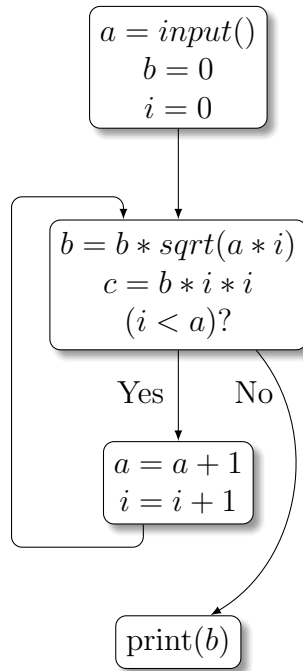 a = input()
b = 0
i = 0
b = b * sqrt(a * i)
c = b * i * i
(i < a)?
Yes
No
a = a + 1
i = i + 1
print(b)